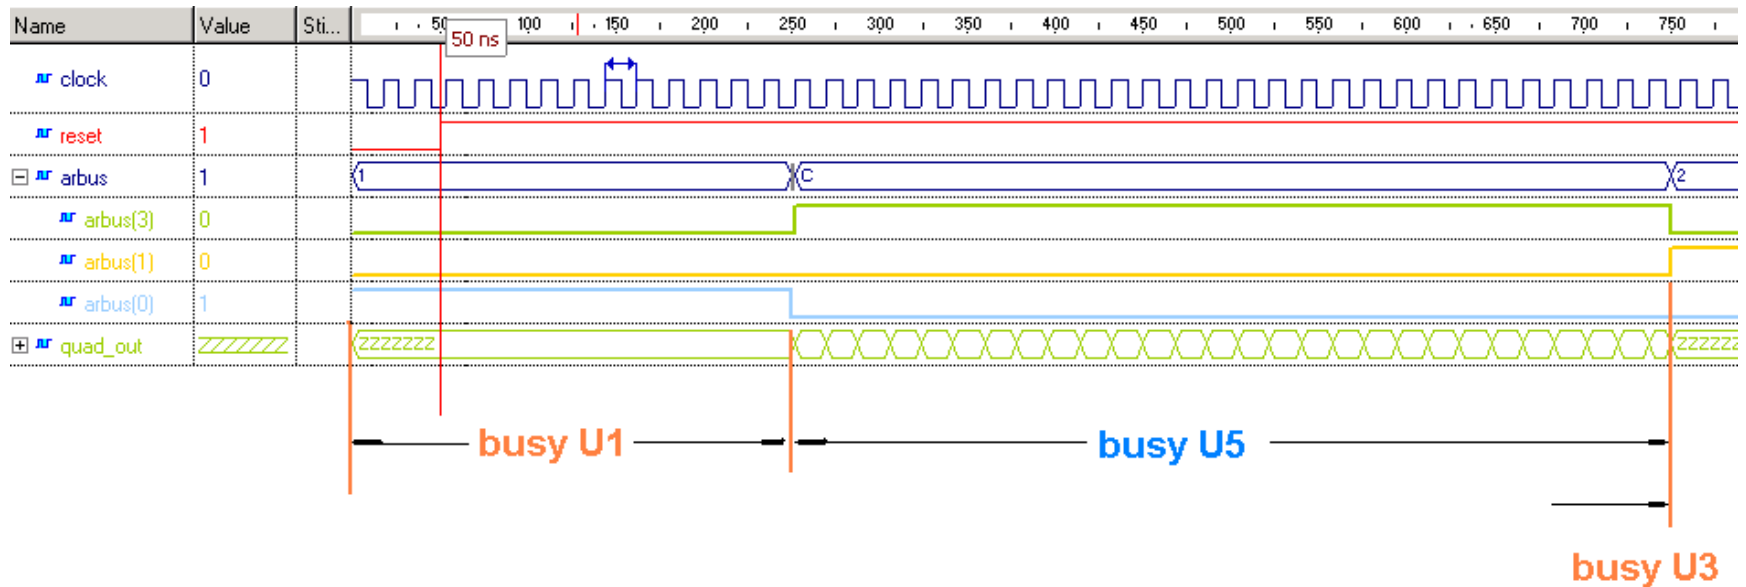 Name Value Sti... 50 100 150 200 250 300 350 400 450 500 550 600 650 700 750
50 ns
clock 0
reset 1
arbus 1 1 C 2
arbus(3) 0
arbus(1) 0
arbus(0) 1
quad_out ZZZZZZZ ZZZZZZZ ZZZZZZ
busy U1 busy U5
busy U3